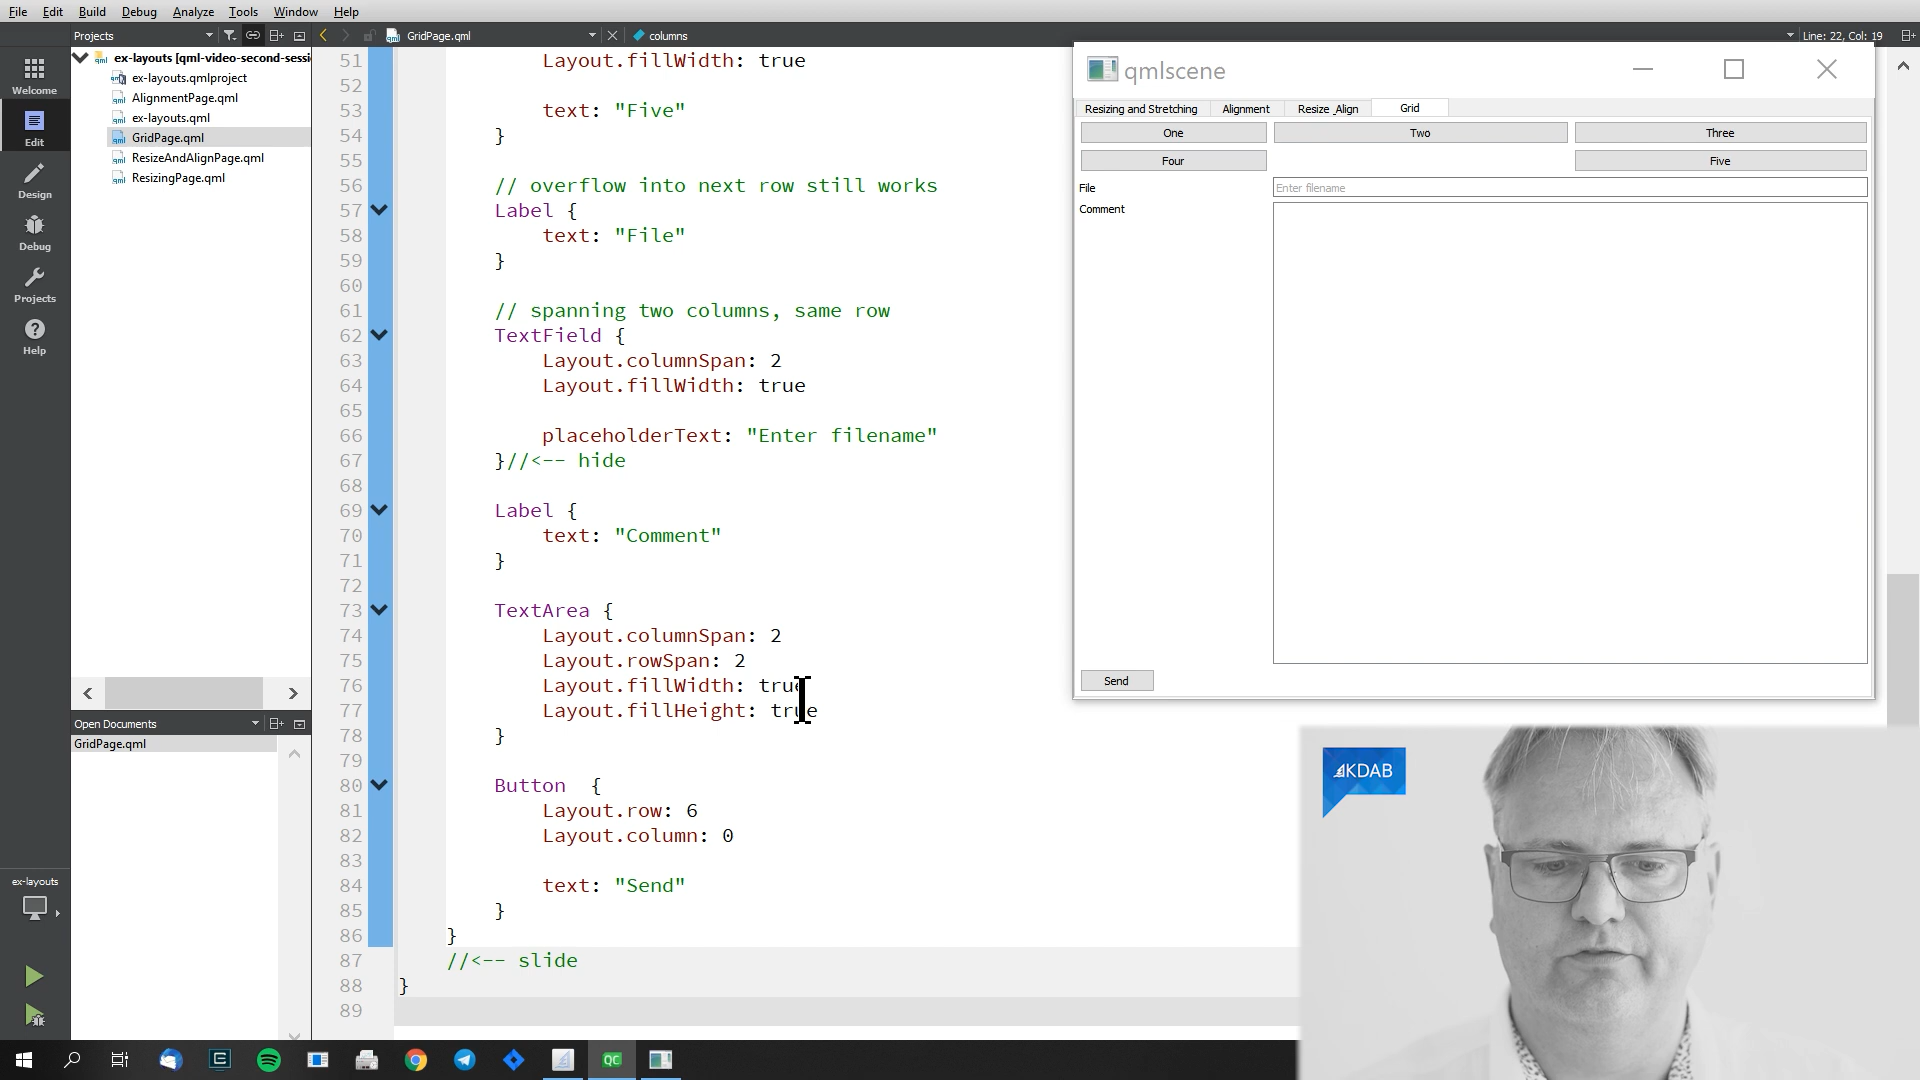 File Edit Build Debug Analyze Tools Window Help
Projects
GridPage.qml
columns
Line: 22, Col: 19
Welcome
Edit
Design
Debug
Projects
Help
ex-layouts
ex-layouts [qml-video-second-sessi
ex-layouts.qmlproject
AlignmentPage.qml
ex-layouts.qml
GridPage.qml
ResizeAndAlignPage.qml
ResizingPage.qml
Open Documents
GridPage.qml
51 Layout.fillWidth: true
52
53 text: "Five"
54 }
55
56 // overflow into next row still works
57 Label {
58 text: "File"
59 }
60
61 // spanning two columns, same row
62 TextField {
63 Layout.columnSpan: 2
64 Layout.fillWidth: true
65
66 placeholderText: "Enter filename"
67 }//<-- hide
68
69 Label {
70 text: "Comment"
71 }
72
73 TextArea {
74 Layout.columnSpan: 2
75 Layout.rowSpan: 2
76 Layout.fillWidth: true
77 Layout.fillHeight: true
78 }
79
80 Button {
81 Layout.row: 6
82 Layout.column: 0
83
84 text: "Send"
85 }
86 }
87 //<-- slide
88 }
89
qmlscene
Resizing and Stretching Alignment Resize _Align Grid
One Two Three
Four Five
File Enter filename
Comment
Send
KDAB
QC